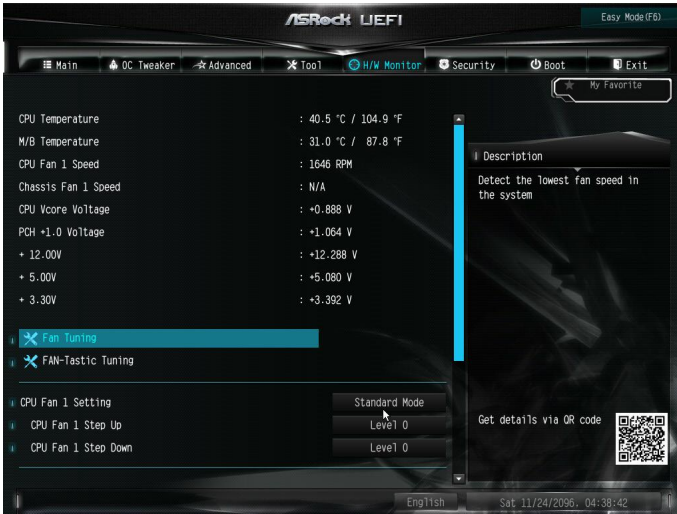 ASRock UEFI
Easy Mode(F6)
Main OC Tweaker Advanced Tool H/W Monitor Security Boot Exit
My Favorite
CPU Temperature : 40.5 °C / 104.9 °F
M/B Temperature : 31.0 °C / 87.8 °F
CPU Fan 1 Speed : 1646 RPM
Chassis Fan 1 Speed : N/A
CPU Vcore Voltage : +0.888 V
PCH +1.0 Voltage : +1.064 V
+ 12.00V : +12.288 V
+ 5.00V : +5.080 V
+ 3.30V : +3.392 V
Fan Tuning
FAN-Tastic Tuning
CPU Fan 1 Setting Standard Mode
CPU Fan 1 Step Up Level 0
CPU Fan 1 Step Down Level 0
Description
Detect the lowest fan speed in
the system
Get details via QR code
English
Sat 11/24/2096. 04:38:42